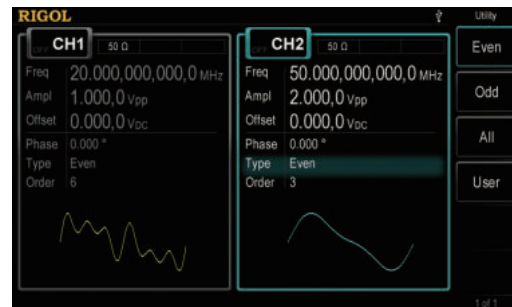 RIGOL
Utility
OFF CH1 50 Ω
Freq 20.000,000,000,0 MHz
Ampl 1.000,0 Vpp
Offset 0.000,0 VDC
Phase 0.000 °
Type Even
Order 6
OFF CH2 50 Ω
Freq 50.000,000,000,0 MHz
Ampl 2.000,0 Vpp
Offset 0.000,0 VDC
Phase 0.000 °
Type Even
Order 3
Even
Odd
All
User
1 of 1